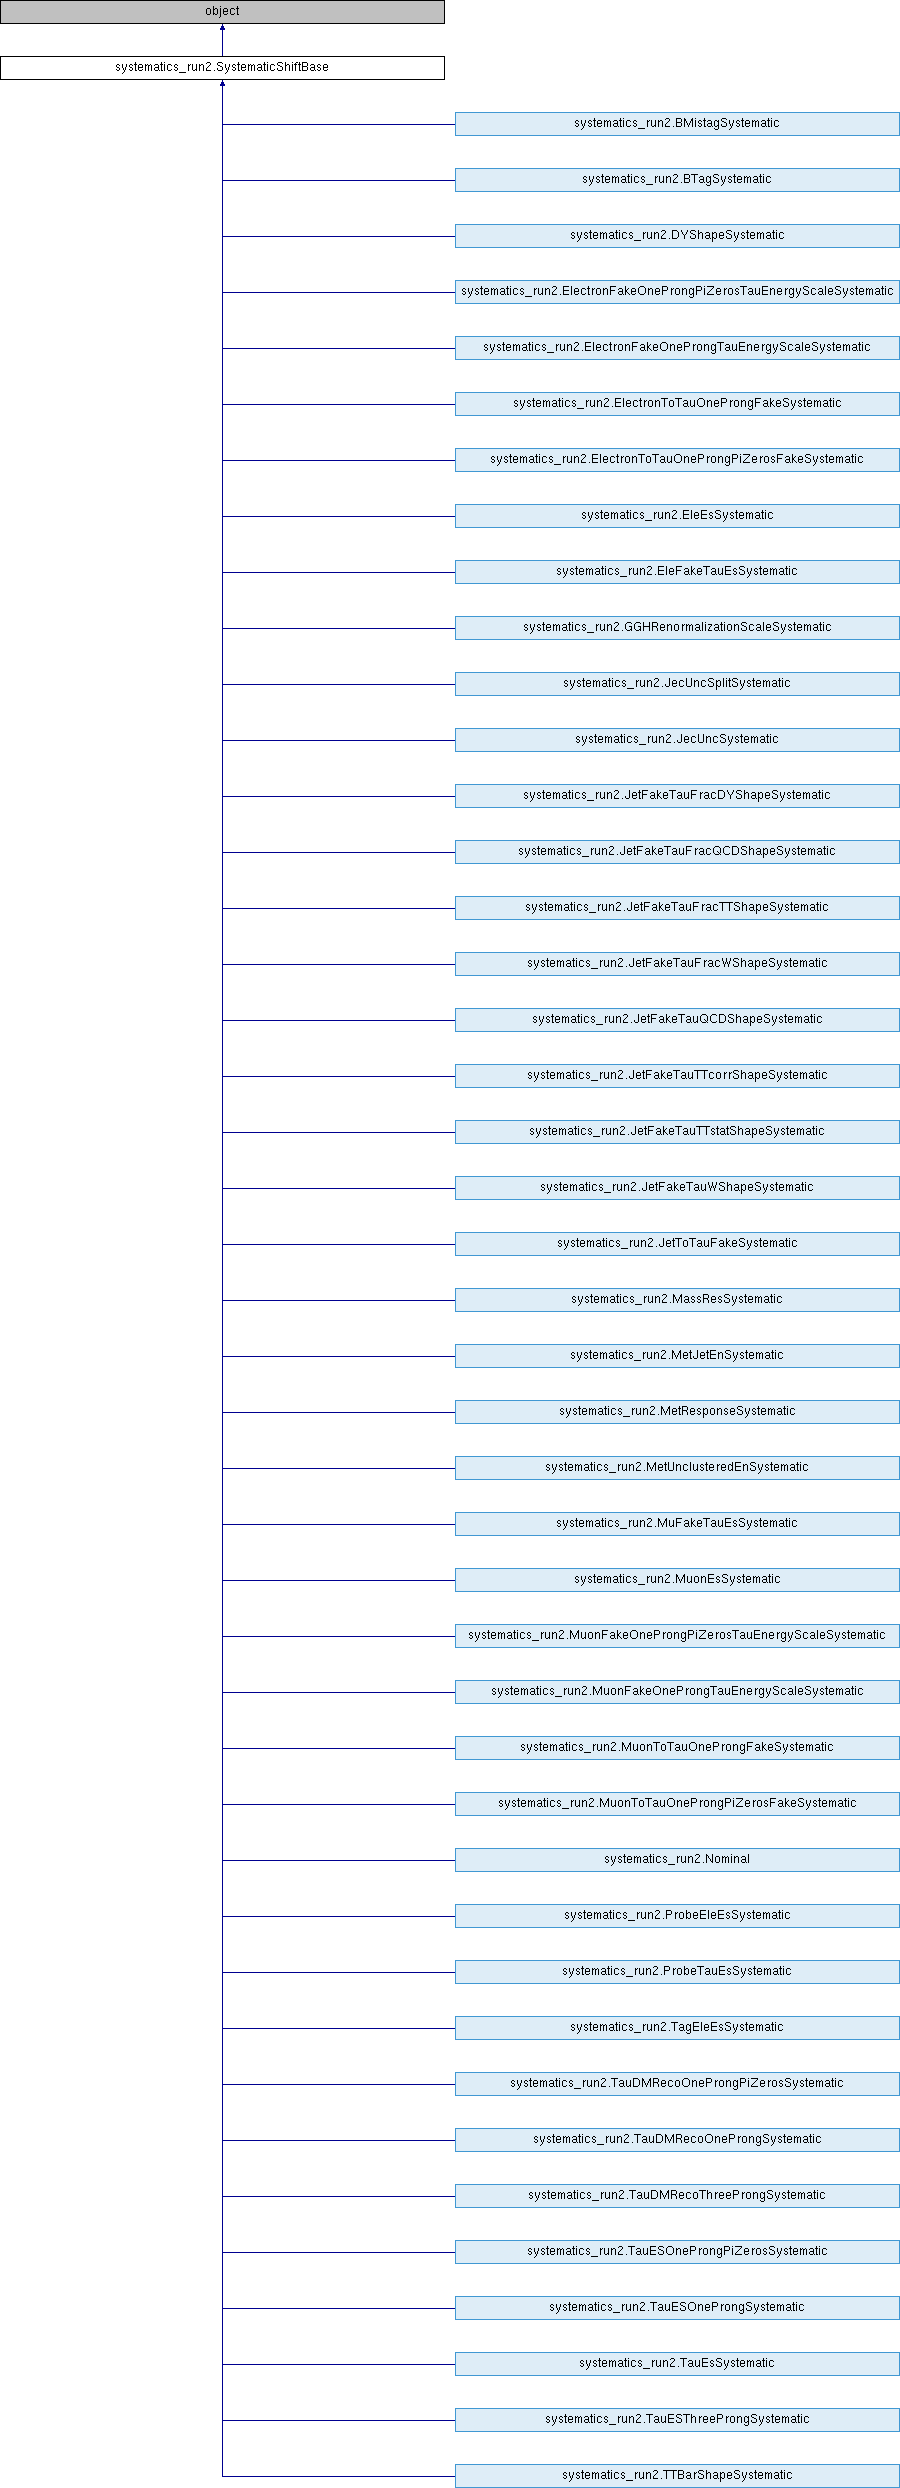 object
systematics_run2.SystematicShiftBase
systematics_run2.BMistagSystematic
systematics_run2.BTagSystematic
systematics_run2.DYShapeSystematic
systematics_run2.ElectronFakeOneProngPiZerosTauEnergyScaleSystematic
systematics_run2.ElectronFakeOneProngTauEnergyScaleSystematic
systematics_run2.ElectronToTauOneProngFakeSystematic
systematics_run2.ElectronToTauOneProngPiZerosFakeSystematic
systematics_run2.EleEsSystematic
systematics_run2.EleFakeTauEsSystematic
systematics_run2.GGHRenormalizationScaleSystematic
systematics_run2.JecUncSplitSystematic
systematics_run2.JecUncSystematic
systematics_run2.JetFakeTauFracDYShapeSystematic
systematics_run2.JetFakeTauFracQCDShapeSystematic
systematics_run2.JetFakeTauFracTTShapeSystematic
systematics_run2.JetFakeTauFracWShapeSystematic
systematics_run2.JetFakeTauQCDShapeSystematic
systematics_run2.JetFakeTauTTcorrShapeSystematic
systematics_run2.JetFakeTauTTstatShapeSystematic
systematics_run2.JetFakeTauWShapeSystematic
systematics_run2.JetToTauFakeSystematic
systematics_run2.MassResSystematic
systematics_run2.MetJetEnSystematic
systematics_run2.MetResponseSystematic
systematics_run2.MetUnclusteredEnSystematic
systematics_run2.MuFakeTauEsSystematic
systematics_run2.MuonEsSystematic
systematics_run2.MuonFakeOneProngPiZerosTauEnergyScaleSystematic
systematics_run2.MuonFakeOneProngTauEnergyScaleSystematic
systematics_run2.MuonToTauOneProngFakeSystematic
systematics_run2.MuonToTauOneProngPiZerosFakeSystematic
systematics_run2.Nominal
systematics_run2.ProbeEleEsSystematic
systematics_run2.ProbeTauEsSystematic
systematics_run2.TagEleEsSystematic
systematics_run2.TauDMRecoOneProngPiZerosSystematic
systematics_run2.TauDMRecoOneProngSystematic
systematics_run2.TauDMRecoThreeProngSystematic
systematics_run2.TauESOneProngPiZerosSystematic
systematics_run2.TauESOneProngSystematic
systematics_run2.TauEsSystematic
systematics_run2.TauESThreeProngSystematic
systematics_run2.TTBarShapeSystematic